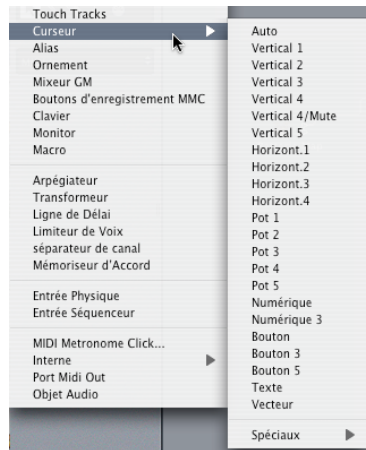 Touch Tracks
Curseur
Alias
Ornement
Mixeur GM
Boutons d'enregistrement MMC
Clavier
Monitor
Macro
Arpégiateur
Transformeur
Ligne de Délai
Limiteur de Voix
séparateur de canal
Mémoriseur d'Accord
Entrée Physique
Entrée Séquenceur
MIDI Metronome Click...
Interne
Port Midi Out
Objet Audio
Auto
Vertical 1
Vertical 2
Vertical 3
Vertical 4
Vertical 4/Mute
Vertical 5
Horizont.1
Horizont.2
Horizont.3
Horizont.4
Pot 1
Pot 2
Pot 3
Pot 4
Pot 5
Numérique
Numérique 3
Bouton
Bouton 3
Bouton 5
Texte
Vecteur
Spéciaux